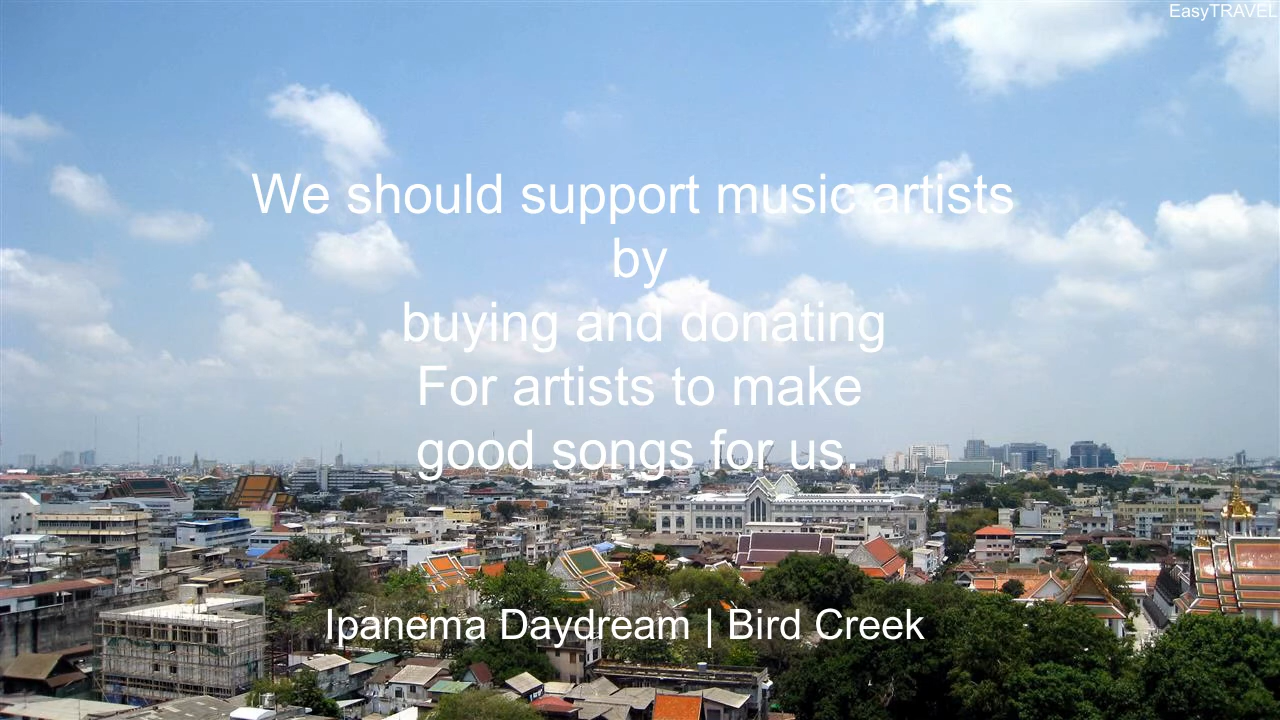 EasyTRAVEL
We should support music artists
by
buying and donating
For artists to make
good songs for us
Ipanema Daydream | Bird Creek